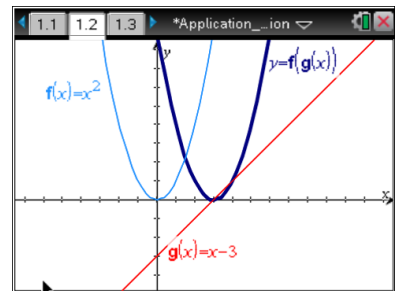 1.1 1.2 1.3 *Application_...ion
y
y=f(g(x))
f(x)=x²
x
g(x)=x−3